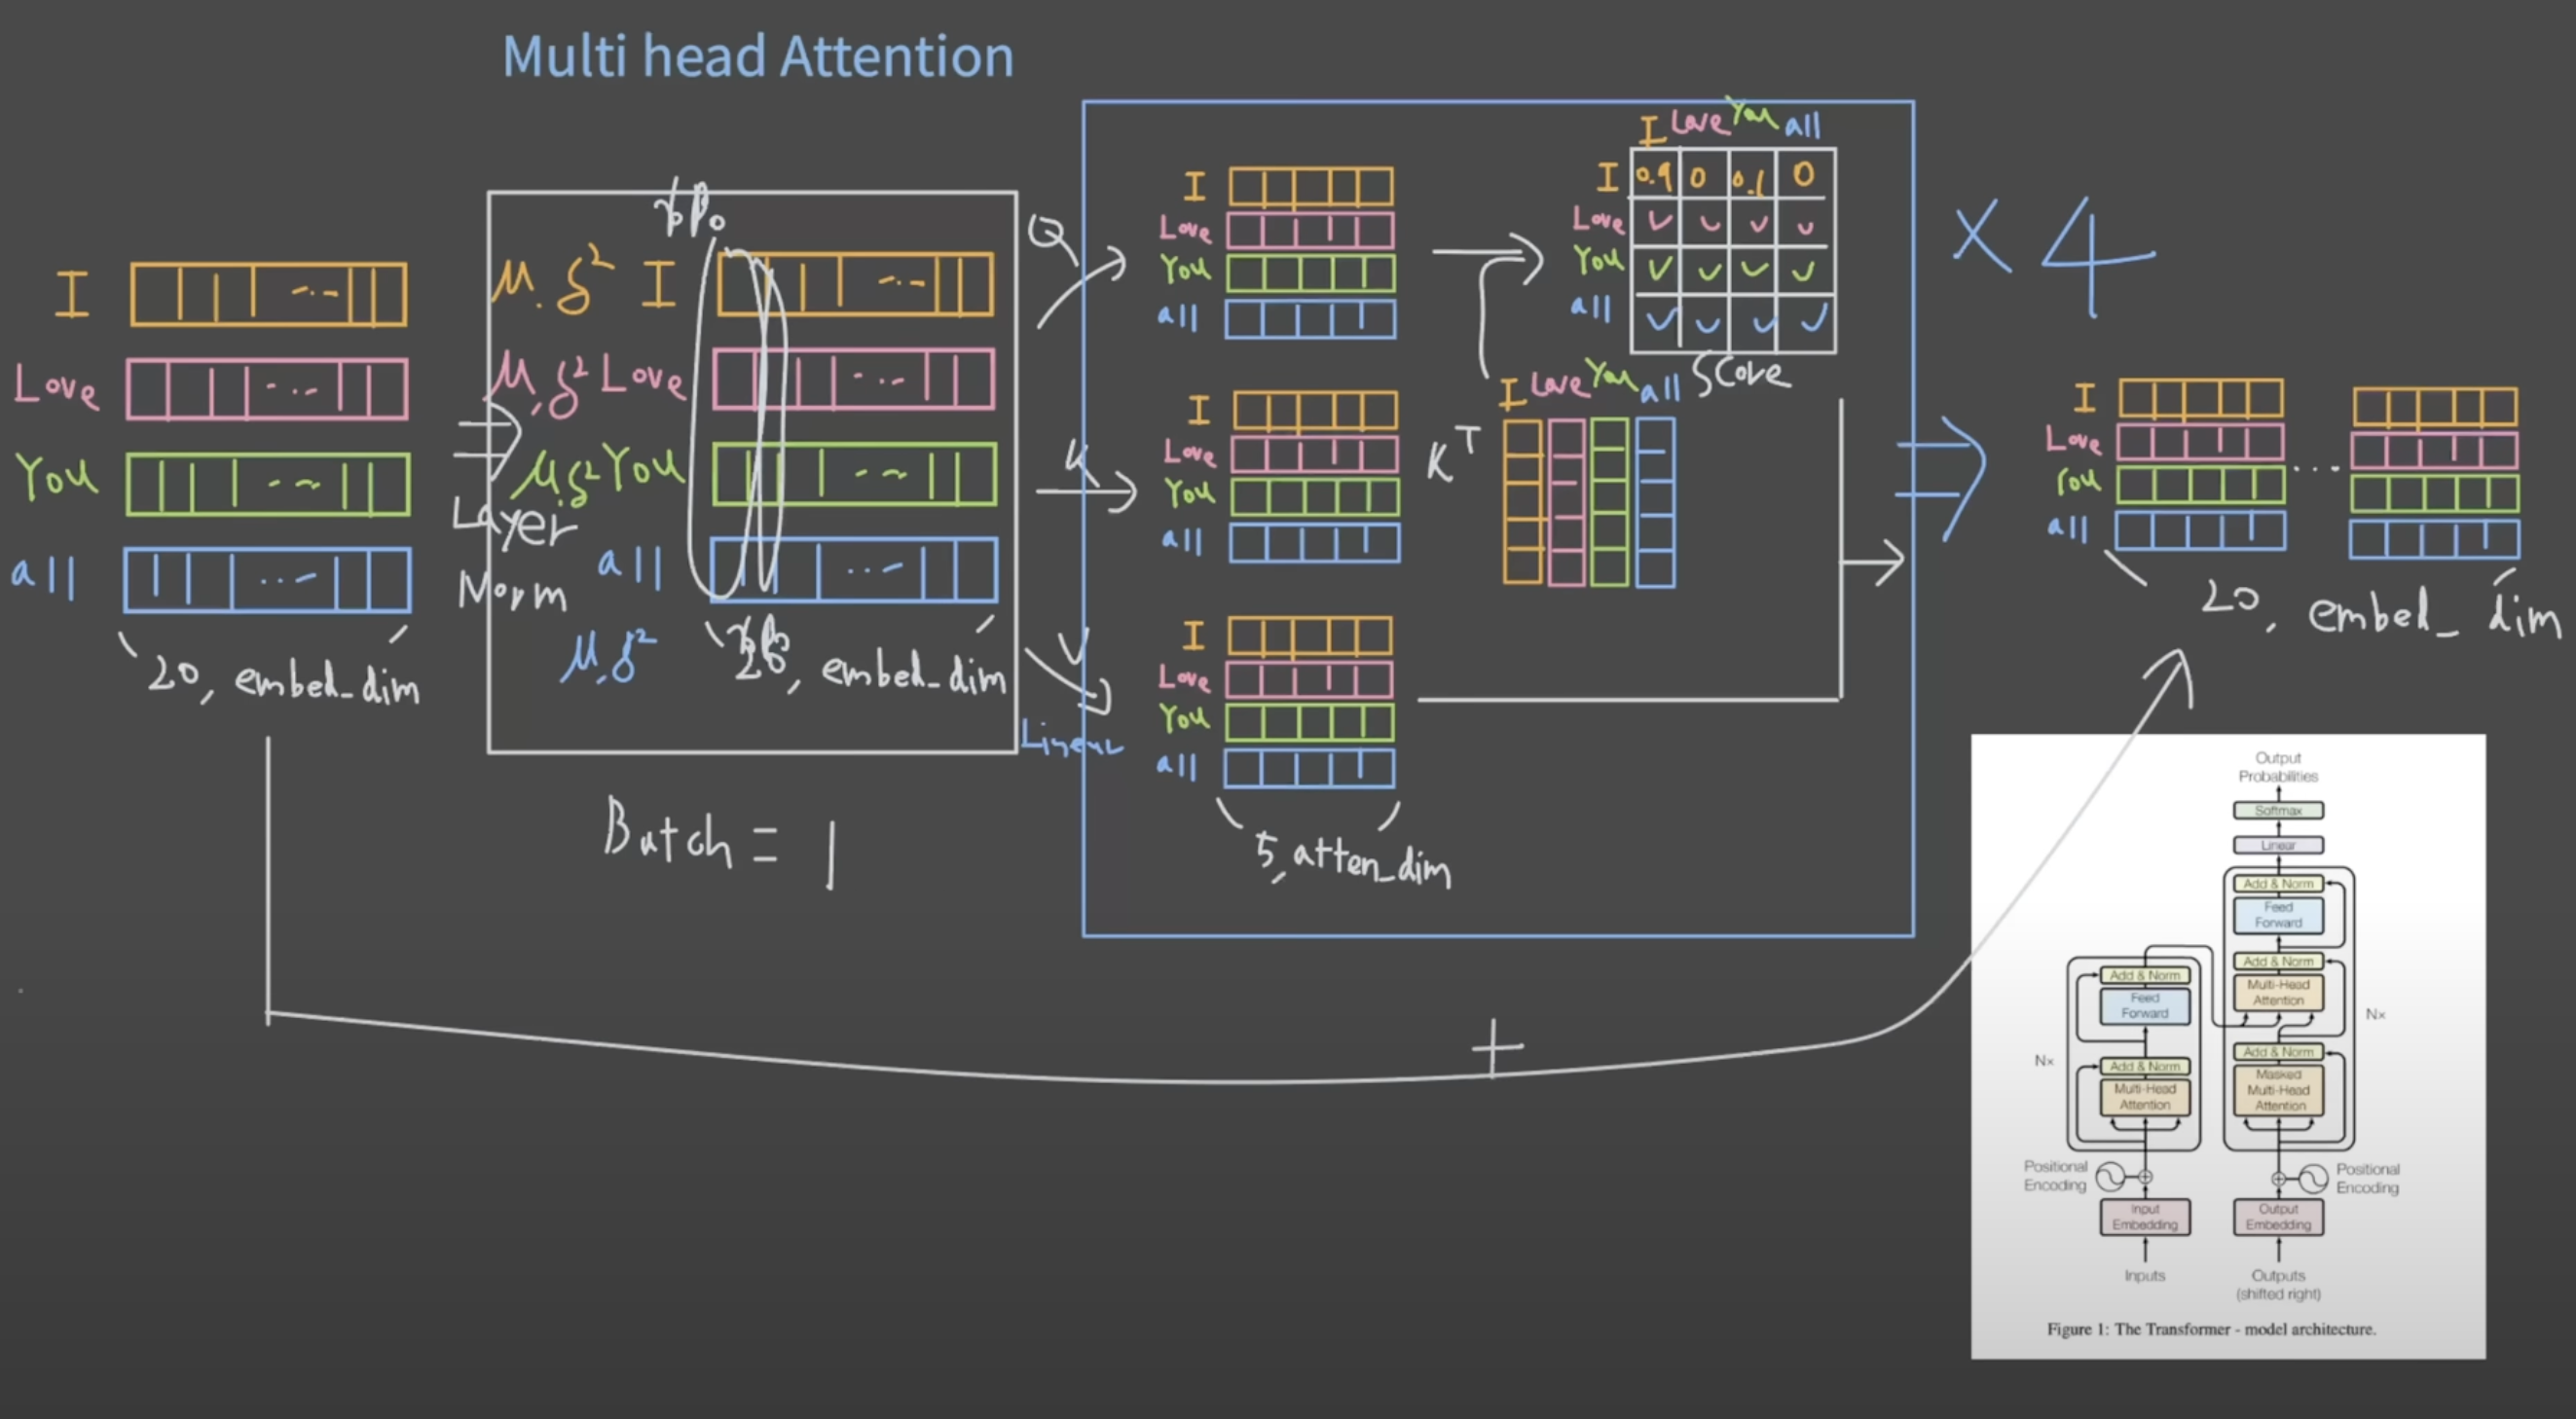 Multi head Attention
I
Love
You
all
20, embed_dim
Layer
Norm
μ, δ² I
μ, δ² Love
μ, δ² You
all
μ, δ²
, embed_dim
Batch = 1
Q
K
V
Linear
I
Love
You
all
I
Love
You
all
I
Love
You
all
5, atten_dim
Kᵀ
I Love You all
I Love You all
I 0.9 0 0.1 0
Love
You
all
Score
×4
I
Love
You
all
...
20, embed_dim
+
Output
Probabilities
Softmax
Linear
Add & Norm
Feed
Forward
Add & Norm
Multi-Head
Attention
Add & Norm
Masked
Multi-Head
Attention
Nx
Add & Norm
Feed
Forward
Nx
Add & Norm
Multi-Head
Attention
Positional
Encoding
Positional
Encoding
Input
Embedding
Output
Embedding
Inputs
Outputs
(shifted right)
Figure 1: The Transformer - model architecture.